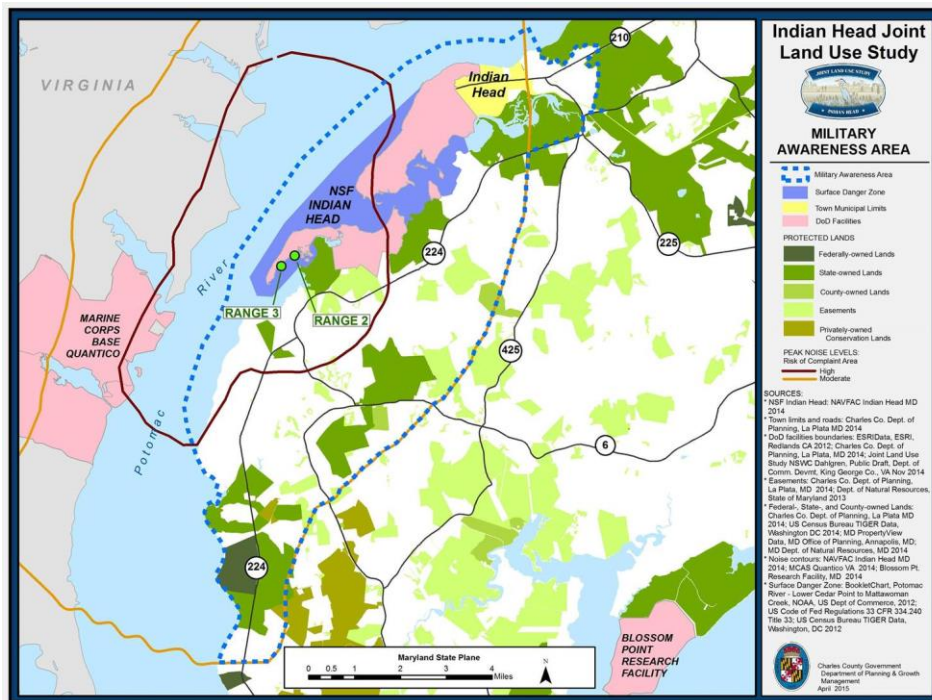 Indian Head Joint
Land Use Study
JOINT LAND USE STUDY
INDIAN HEAD
MILITARY
AWARENESS AREA
Military Awareness Area
Surface Danger Zone
Town Municipal Limits
DoD Facilities
PROTECTED LANDS
Federally-owned Lands
State-owned Lands
County-owned Lands
Easements
Privately-owned
Conservation Lands
PEAK NOISE LEVELS:
Risk of Complaint Area
High
Moderate
SOURCES:
* NSF Indian Head: NAVFAC Indian Head MD
2014
* Town limits and roads: Charles Co. Dept. of
Planning, La Plata MD 2014
* DoD facilities boundaries: ESRIData, ESRI,
Redlands CA 2012; Charles Co. Dept. of
Planning, La Plata, MD, 2014; Joint Land Use
Study NSWC Dahlgren, Public Draft, Dept. of
Comm. Devmt, King George Co., VA Nov 2014
* Easements: Charles Co. Dept. of Planning,
La Plata, MD 2014; Dept. of Natural Resources,
State of Maryland 2013
* Federal-, State-, and County-owned Lands:
Charles Co. Dept. of Planning, La Plata MD
2014; US Census Bureau TIGER Data,
Washington DC 2014; MD PropertyView
Data, MD Office of Planning, Annapolis, MD;
MD Dept. of Natural Resources, MD 2014
* Noise contours: NAVFAC Indian Head MD
2014; MCAS Quantico VA 2014; Blossom Pt.
Research Facility, MD 2014
* Surface Danger Zone: BookletChart, Potomac
River - Lower Cedar Point to Mattawoman
Creek, NOAA, US Dept of Commerce, 2012;
US Code of Fed Regulations 33 CFR 334.240
Title 33; US Census Bureau TIGER Data,
Washington, DC 2012
Charles County Government
Department of Planning & Growth
Management
April 2015
VIRGINIA
210
Indian
Head
NSF
INDIAN
HEAD
224
225
River
RANGE 3
RANGE 2
MARINE
CORPS
BASE
QUANTICO
425
Potomac
6
224
BLOSSOM
POINT
RESEARCH
FACILITY
Maryland State Plane
0 0.5 1 2 3 4
Miles
N